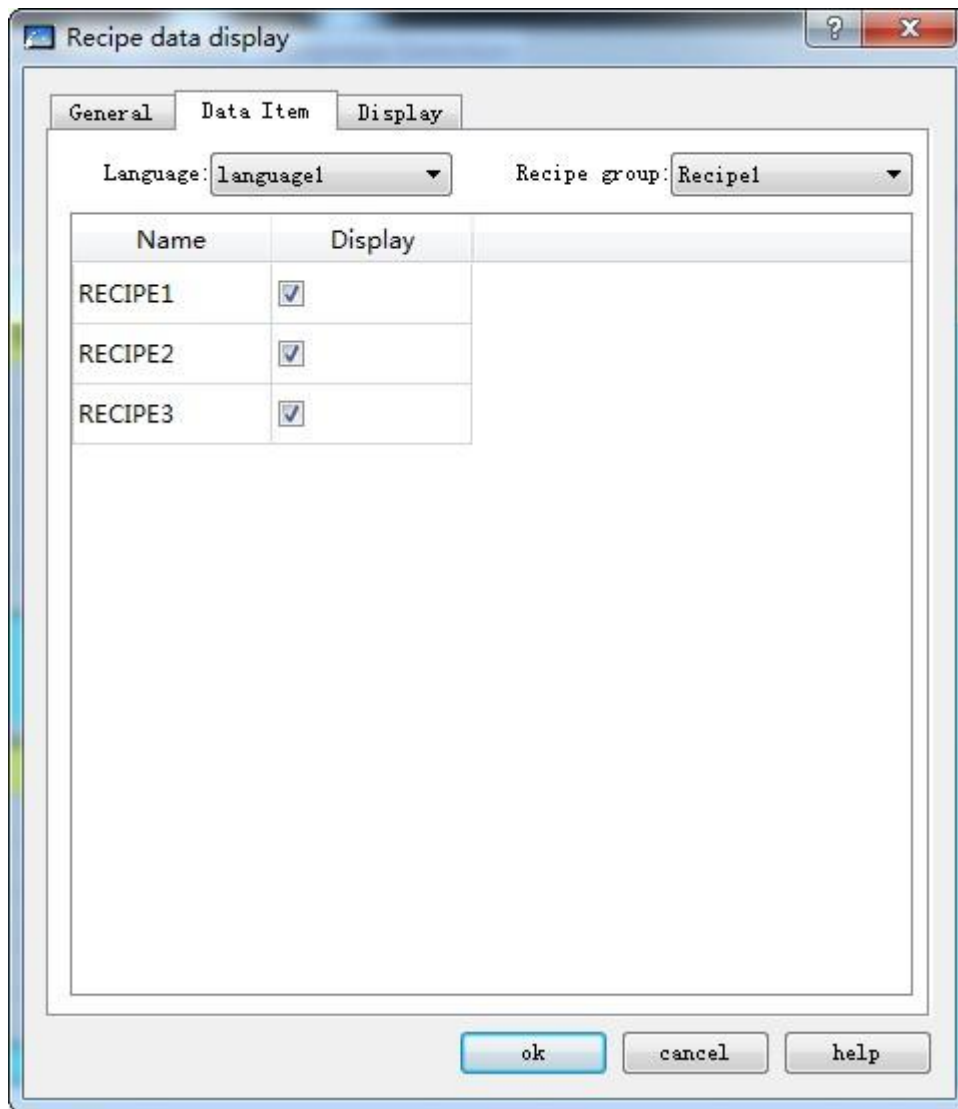 Recipe data display ? X
General Data Item Display
Language: language1 Recipe group: Recipe1
Name Display
RECIPE1
RECIPE2
RECIPE3
ok cancel help